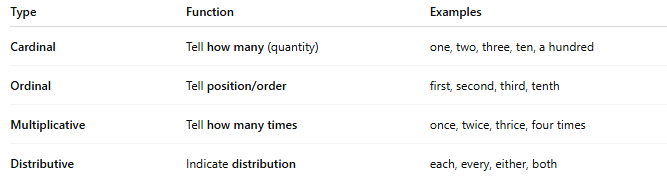 Type Function Examples
Cardinal Tell how many (quantity) one, two, three, ten, a hundred
Ordinal Tell position/order first, second, third, tenth
Multiplicative Tell how many times once, twice, thrice, four times
Distributive Indicate distribution each, every, either, both